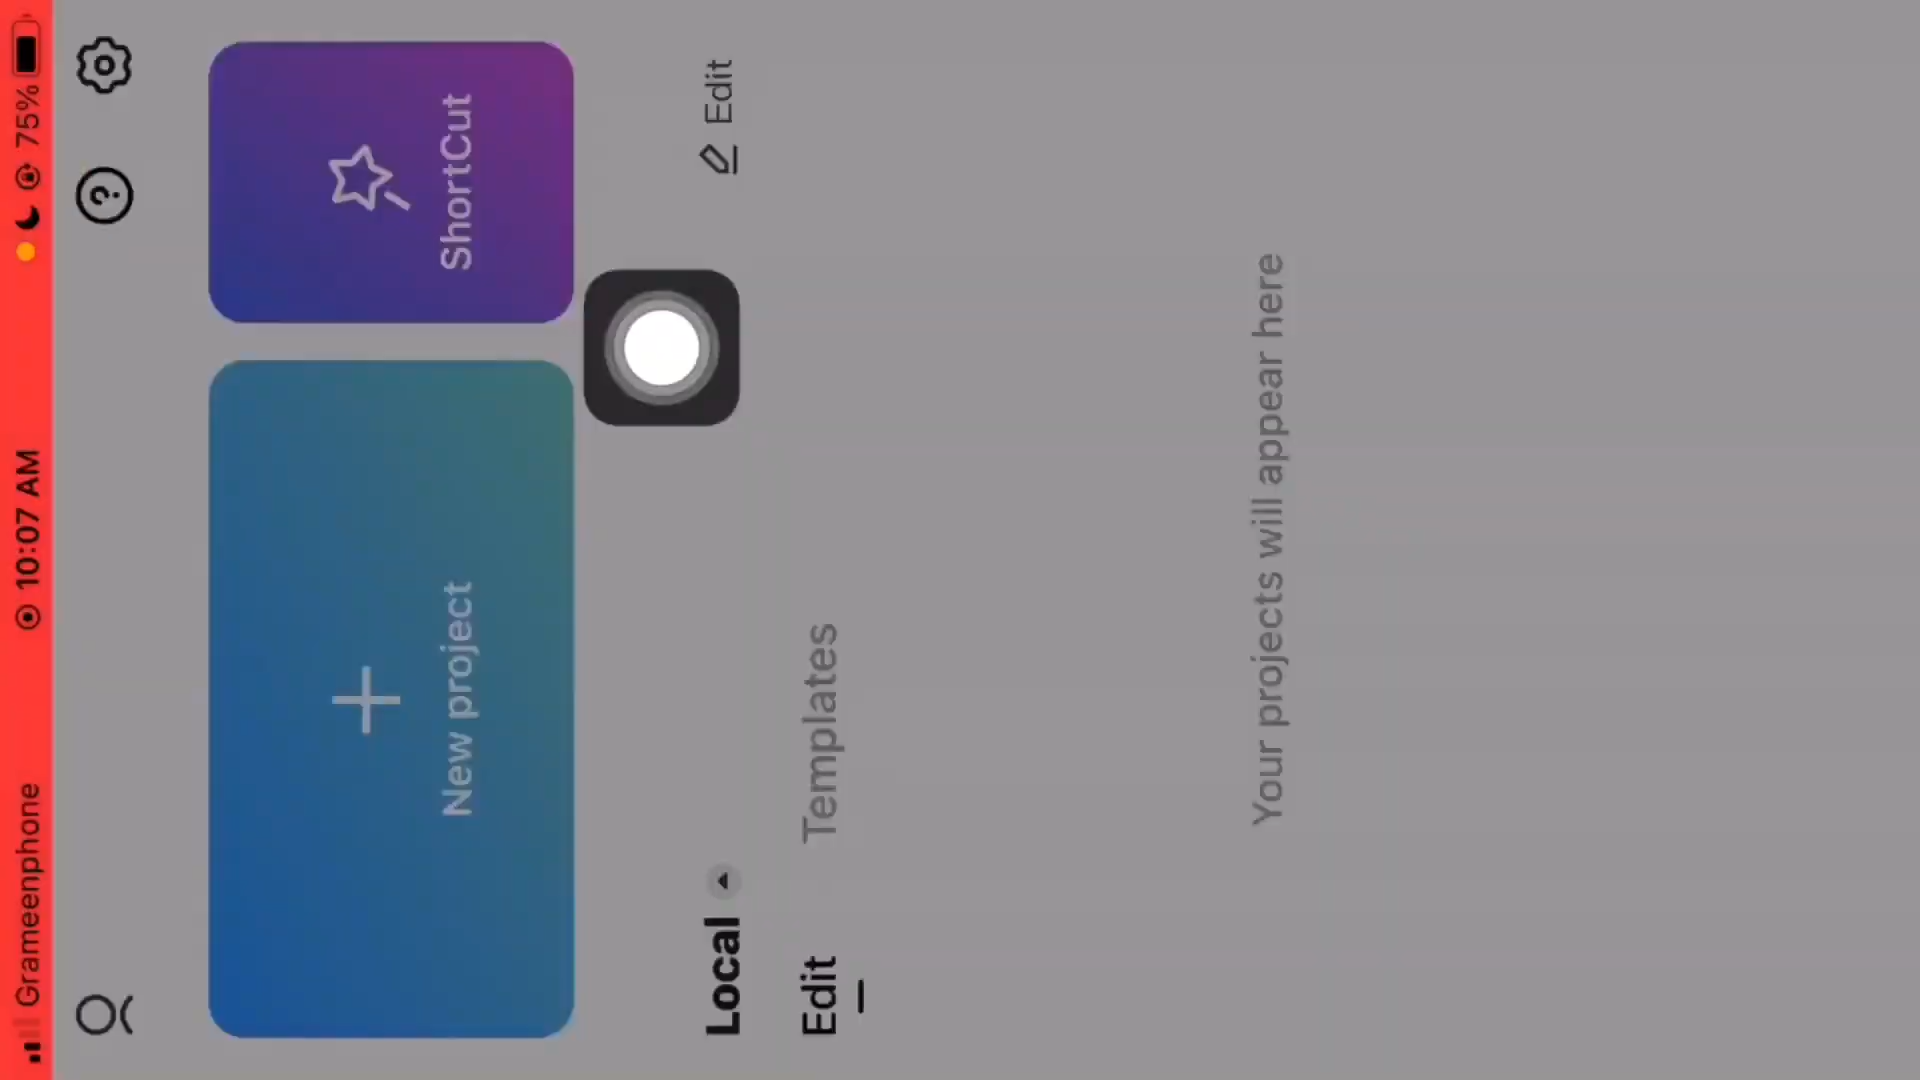 Grameenphone 10:07 AM 75%
New project
ShortCut
Local
Edit
Edit
Templates
Your projects will appear here